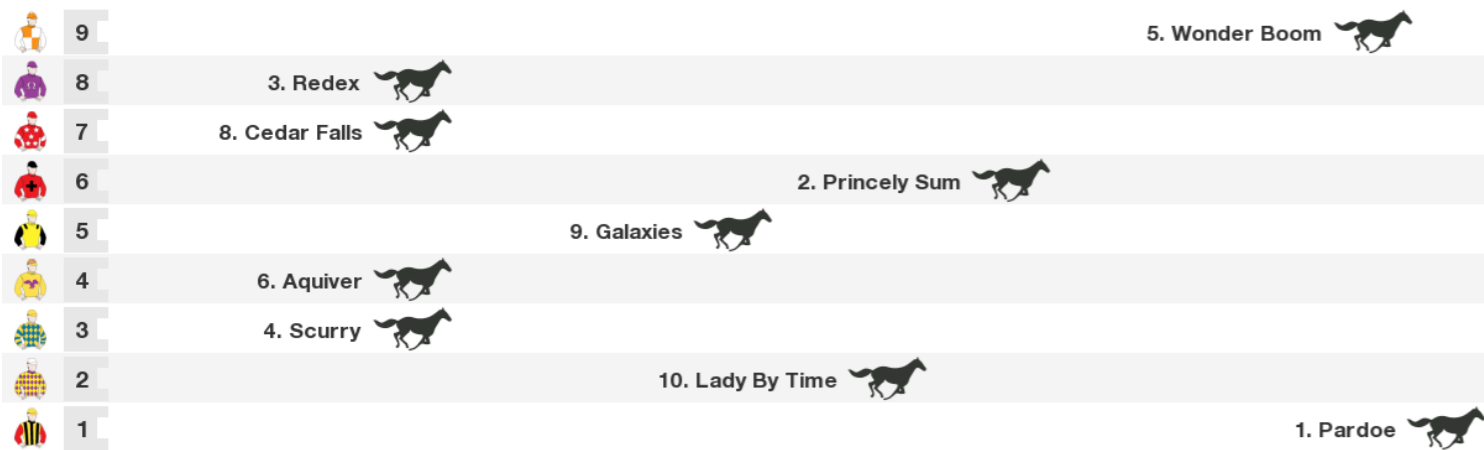 9 5. Wonder Boom
8 3. Redex
7 8. Cedar Falls
6 2. Princely Sum
5 9. Galaxies
4 6. Aquiver
3 4. Scurry
2 10. Lady By Time
1 1. Pardoe